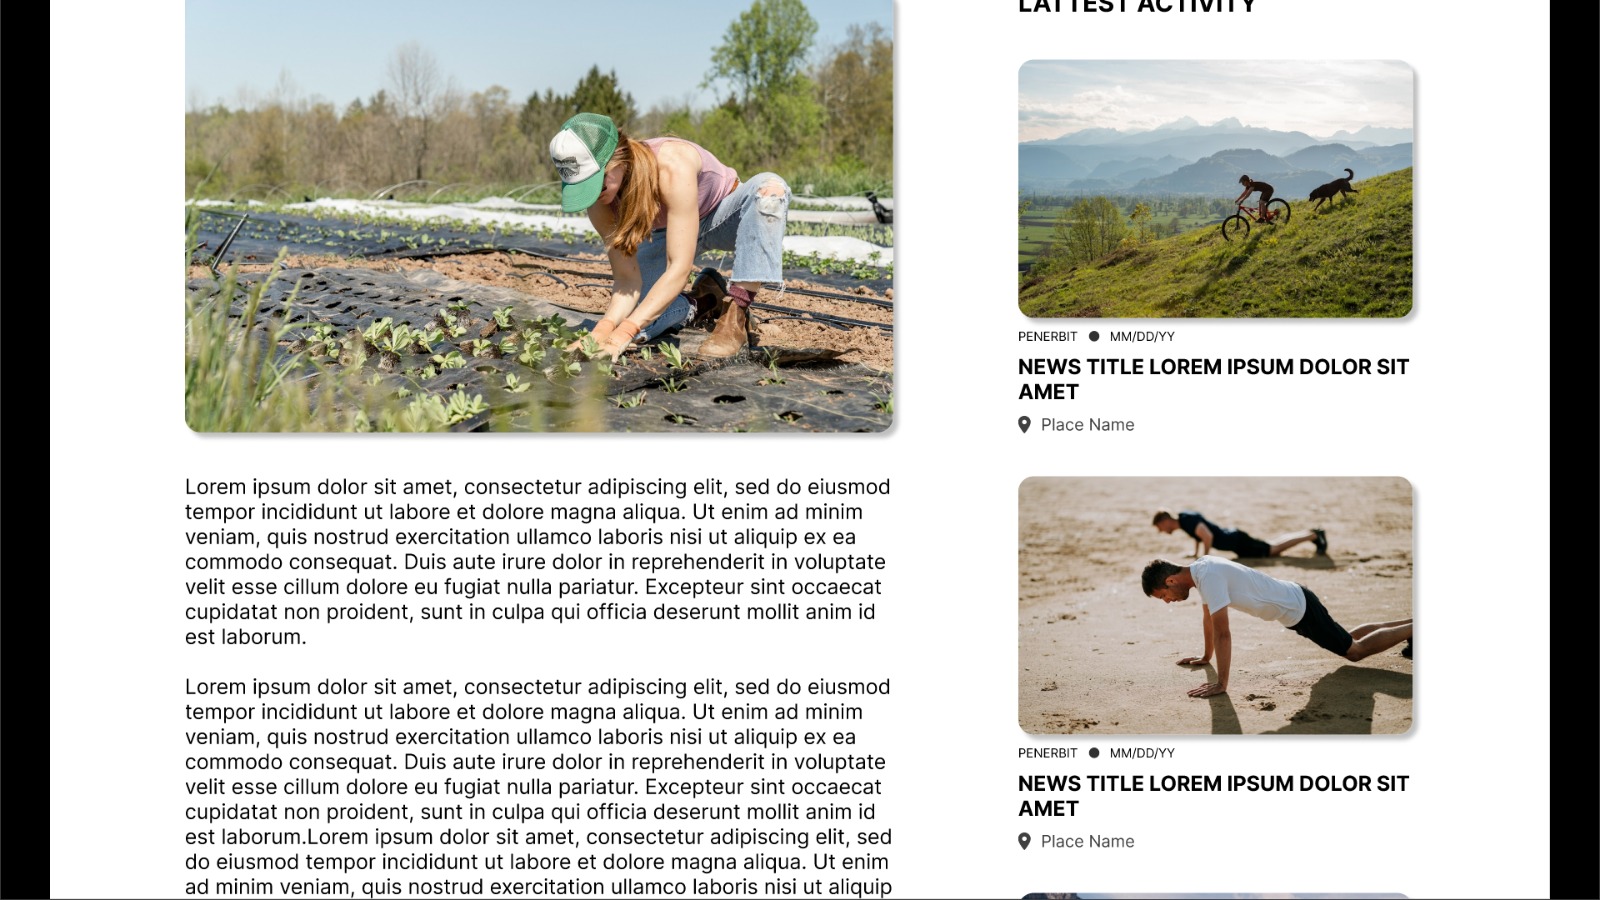 LATTEST ACTIVITY
Lorem ipsum dolor sit amet, consectetur adipiscing elit, sed do eiusmod
tempor incididunt ut labore et dolore magna aliqua. Ut enim ad minim
veniam, quis nostrud exercitation ullamco laboris nisi ut aliquip ex ea
commodo consequat. Duis aute irure dolor in reprehenderit in voluptate
velit esse cillum dolore eu fugiat nulla pariatur. Excepteur sint occaecat
cupidatat non proident, sunt in culpa qui officia deserunt mollit anim id
est laborum.
Lorem ipsum dolor sit amet, consectetur adipiscing elit, sed do eiusmod
tempor incididunt ut labore et dolore magna aliqua. Ut enim ad minim
veniam, quis nostrud exercitation ullamco laboris nisi ut aliquip ex ea
commodo consequat. Duis aute irure dolor in reprehenderit in voluptate
velit esse cillum dolore eu fugiat nulla pariatur. Excepteur sint occaecat
cupidatat non proident, sunt in culpa qui officia deserunt mollit anim id
est laborum.Lorem ipsum dolor sit amet, consectetur adipiscing elit, sed
do eiusmod tempor incididunt ut labore et dolore magna aliqua. Ut enim
ad minim veniam, quis nostrud exercitation ullamco laboris nisi ut aliquip
PENERBIT ● MM/DD/YY
NEWS TITLE LOREM IPSUM DOLOR SIT
AMET
Place Name
PENERBIT ● MM/DD/YY
NEWS TITLE LOREM IPSUM DOLOR SIT
AMET
Place Name